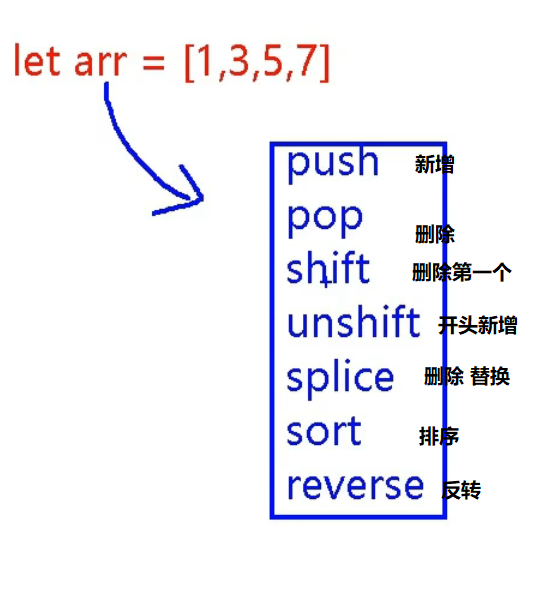 let arr = [1,3,5,7]
push 新增
pop 删除
shift 删除第一个
unshift 开头新增
splice 删除 替换
sort 排序
reverse 反转